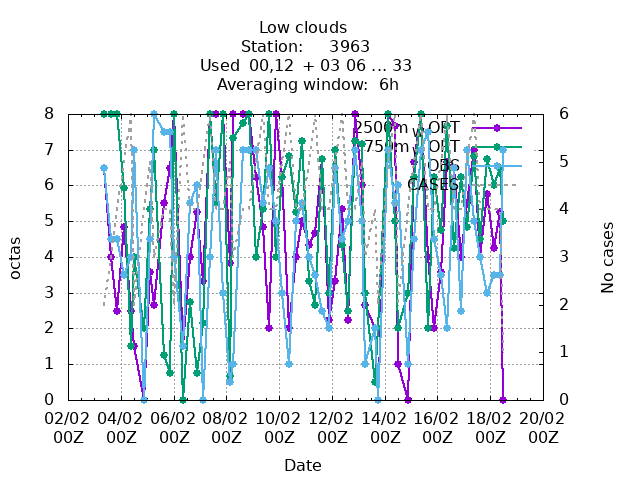 Low clouds
Station: 3963
Used 00,12 + 03 06 ... 33
Averaging window: 6h
8 6
2500m_WOPT
750m_WOPT
7 OBS 5
CASES
6
5 4
octas
4 3
No cases
3
2
2
1
1
0 0
02/02 04/02 06/02 08/02 10/02 12/02 14/02 16/02 18/02 20/02
00Z 00Z 00Z 00Z 00Z 00Z 00Z 00Z 00Z 00Z
Date